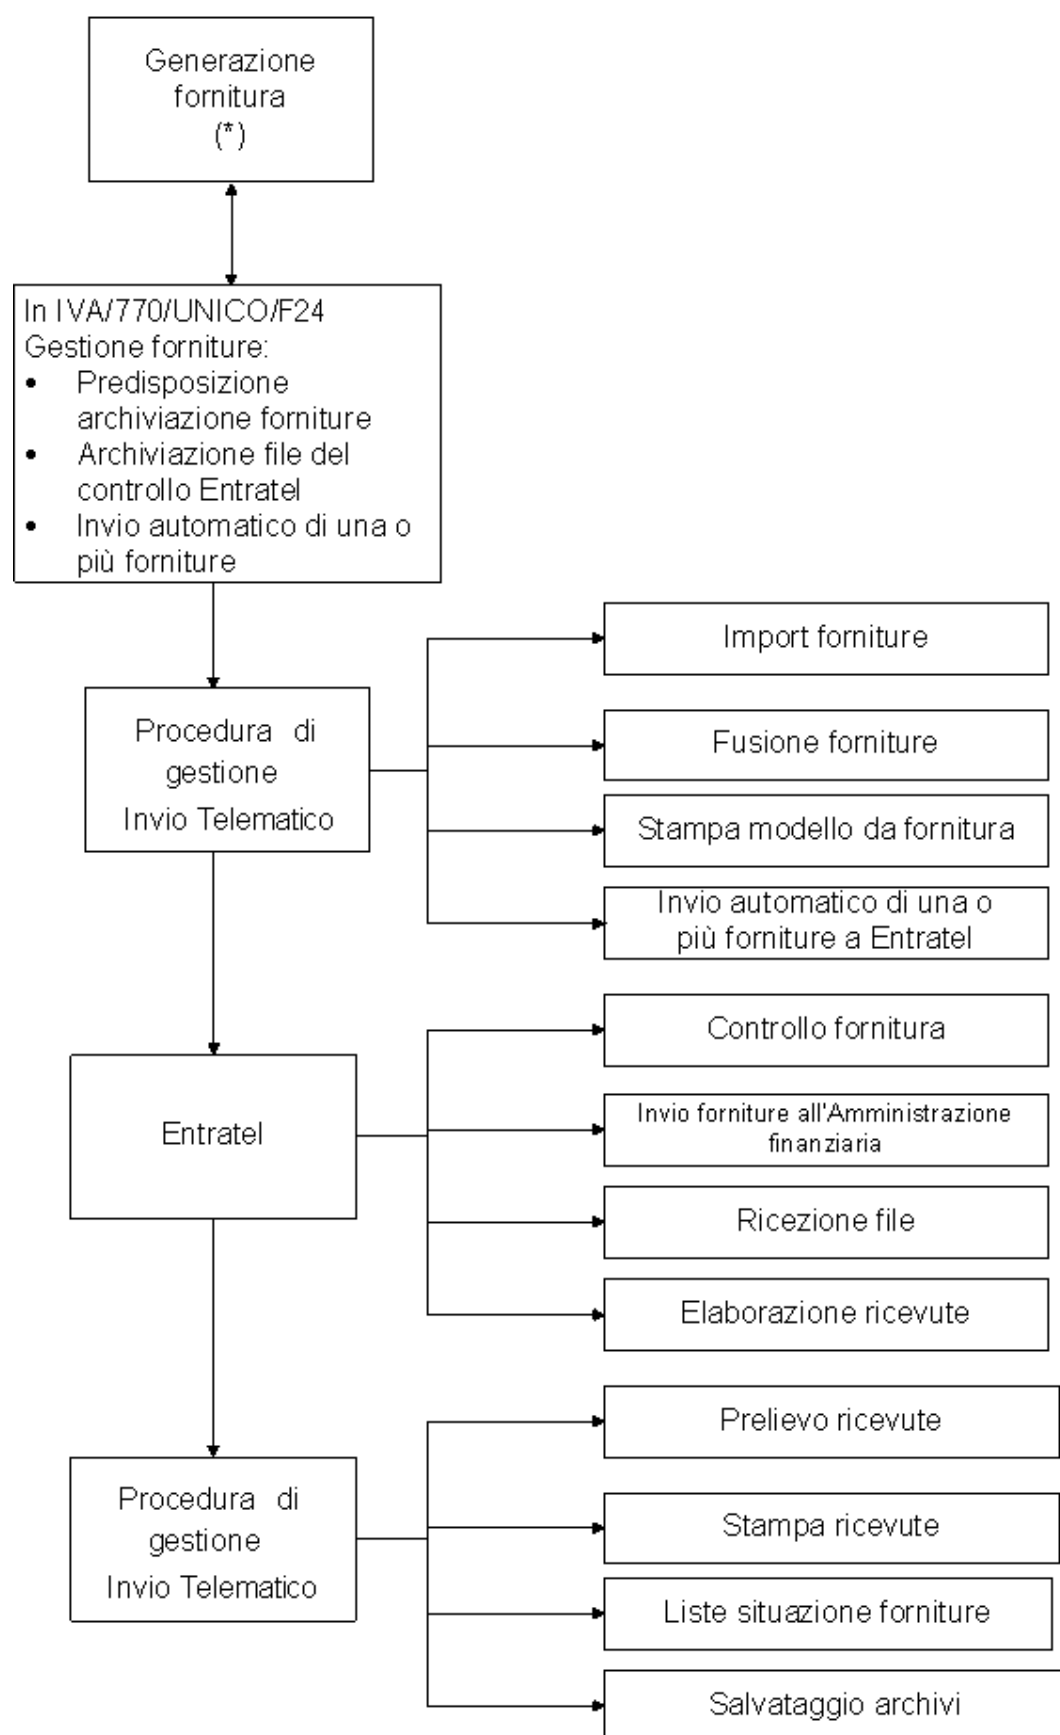 Generazione
fornitura
(*)
In IVA/770/UNICO/F24
Gestione forniture:
• Predisposizione
archiviazione forniture
• Archiviazione file del
controllo Entratel
• Invio automatico di una o
più forniture
Procedura di
gestione
Invio Telematico
Import forniture
Fusione forniture
Stampa modello da fornitura
Invio automatico di una o
più forniture a Entratel
Entratel
Controllo fornitura
Invio forniture all'Amministrazione
finanziaria
Ricezione file
Elaborazione ricevute
Procedura di
gestione
Invio Telematico
Prelievo ricevute
Stampa ricevute
Liste situazione forniture
Salvataggio archivi